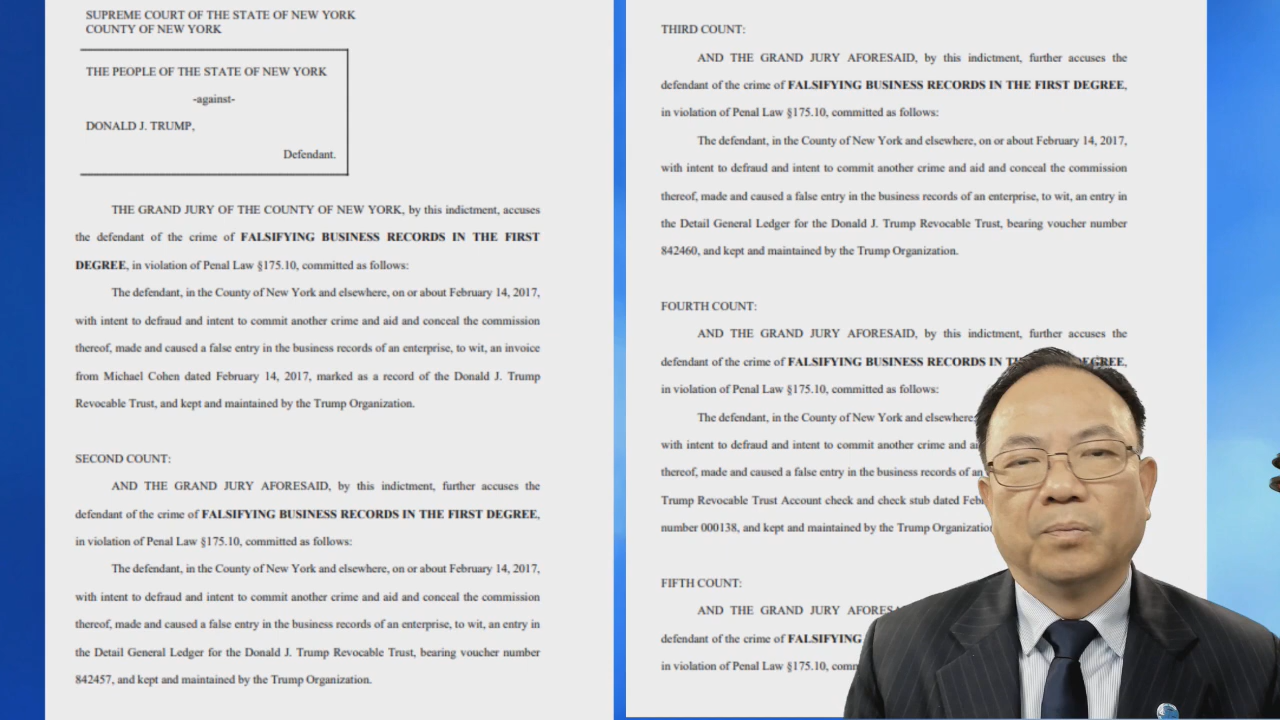 SUPREME COURT OF THE STATE OF NEW YORK
COUNTY OF NEW YORK
THE PEOPLE OF THE STATE OF NEW YORK
-against-
DONALD J. TRUMP,
Defendant.
THE GRAND JURY OF THE COUNTY OF NEW YORK, by this indictment, accuses
the defendant of the crime of FALSIFYING BUSINESS RECORDS IN THE FIRST
DEGREE, in violation of Penal Law §175.10, committed as follows:
The defendant, in the County of New York and elsewhere, on or about February 14, 2017,
with intent to defraud and intent to commit another crime and aid and conceal the commission
thereof, made and caused a false entry in the business records of an enterprise, to wit, an invoice
from Michael Cohen dated February 14, 2017, marked as a record of the Donald J. Trump
Revocable Trust, and kept and maintained by the Trump Organization.
SECOND COUNT:
AND THE GRAND JURY AFORESAID, by this indictment, further accuses the
defendant of the crime of FALSIFYING BUSINESS RECORDS IN THE FIRST DEGREE,
in violation of Penal Law §175.10, committed as follows:
The defendant, in the County of New York and elsewhere, on or about February 14, 2017,
with intent to defraud and intent to commit another crime and aid and conceal the commission
thereof, made and caused a false entry in the business records of an enterprise, to wit, an entry in
the Detail General Ledger for the Donald J. Trump Revocable Trust, bearing voucher number
842457, and kept and maintained by the Trump Organization.
THIRD COUNT:
AND THE GRAND JURY AFORESAID, by this indictment, further accuses the
defendant of the crime of FALSIFYING BUSINESS RECORDS IN THE FIRST DEGREE,
in violation of Penal Law §175.10, committed as follows:
The defendant, in the County of New York and elsewhere, on or about February 14, 2017,
with intent to defraud and intent to commit another crime and aid and conceal the commission
thereof, made and caused a false entry in the business records of an enterprise, to wit, an entry in
the Detail General Ledger for the Donald J. Trump Revocable Trust, bearing voucher number
842460, and kept and maintained by the Trump Organization.
FOURTH COUNT:
AND THE GRAND JURY AFORESAID, by this indictment, further accuses the
defendant of the crime of FALSIFYING BUSINESS RECORDS IN
in violation of Penal Law §175.10, committed as follows:
The defendant, in the County of New York and elsewhere,
with intent to defraud and intent to commit another crime and
thereof, made and caused a false entry in the business records of
Trump Revocable Trust Account check and check stub dated
number 000138, and kept and maintained by the Trump
FIFTH COUNT:
AND THE GRAND JURY
defendant of the crime of FALSIFYING
in violation of Penal Law §175.10,